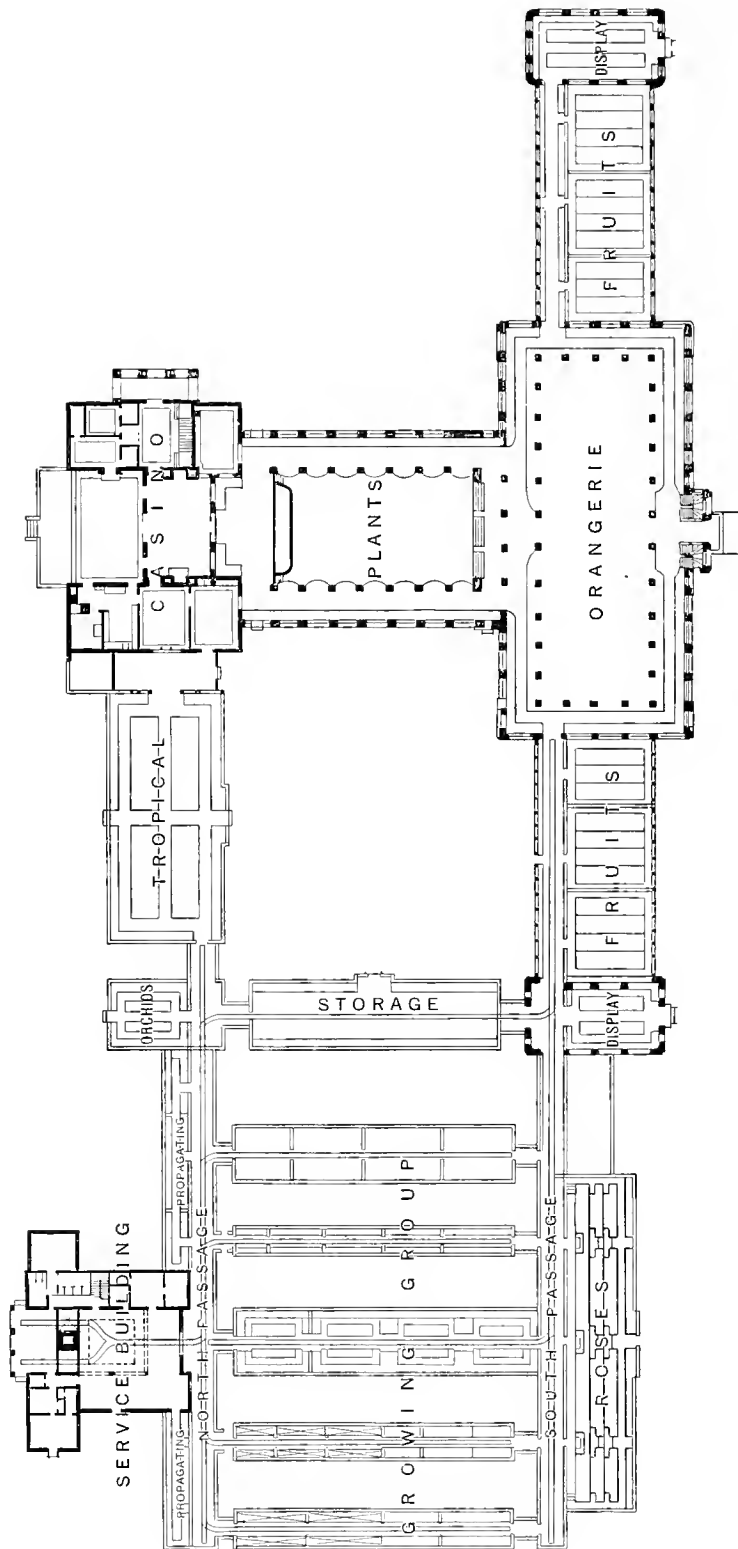 DISPLAY
FRUITS
CASINO
PLANTS
ORANGERIE
TROPICAL
FRUITS
ORCHIDS
STORAGE
DISPLAY
PROPAGATING
SERVICE BUILDING
NORTH PASSAGE
GROWING GROUP
SOUTH PASSAGE
ROSES
PROPAGATING